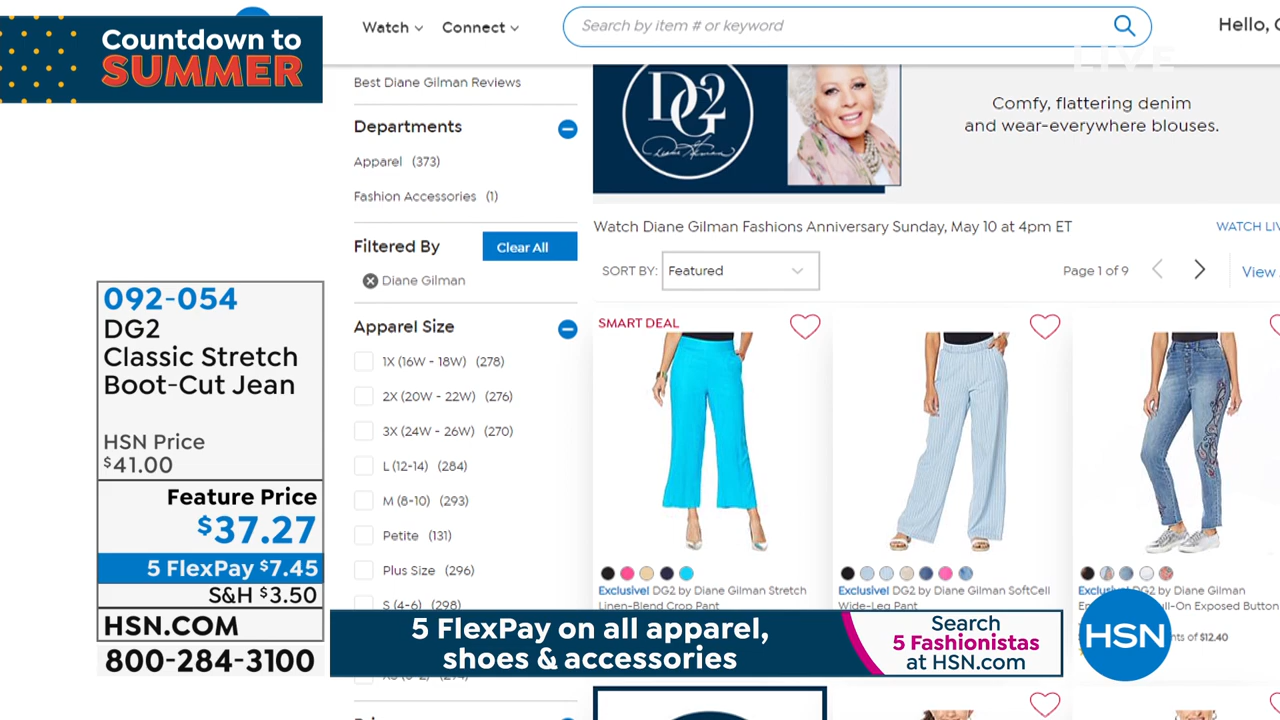 Countdown to
SUMMER
Watch
Connect
Search by item # or keyword
Hello,
LIVE
Best Diane Gilman Reviews
Departments
Apparel (373)
Fashion Accessories (1)
Filtered By
Clear All
Diane Gilman
Apparel Size
1X (16W - 18W) (278)
2X (20W - 22W) (276)
3X (24W - 26W) (270)
L (12-14) (284)
M (8-10) (293)
Petite (131)
Plus Size (296)
S (4-6) (298)
DG2
Diane Gilman
Comfy, flattering denim
and wear-everywhere blouses.
Watch Diane Gilman Fashions Anniversary Sunday, May 10 at 4pm ET
WATCH LIV
SORT BY: Featured
Page 1 of 9
View
SMART DEAL
Exclusive! DG2 by Diane Gilman Stretch
Linen-Blend Crop Pant
Exclusive! DG2 by Diane Gilman SoftCell
Wide-Leg Pant
Exclusive! DG2 by Diane Gilman
ll-On Exposed Button
nts of $12.40
092-054
DG2
Classic Stretch
Boot-Cut Jean
HSN Price
$41.00
Feature Price
$37.27
5 FlexPay $7.45
S&H $3.50
HSN.COM
800-284-3100
5 FlexPay on all apparel,
shoes & accessories
Search
5 Fashionistas
at HSN.com
HSN